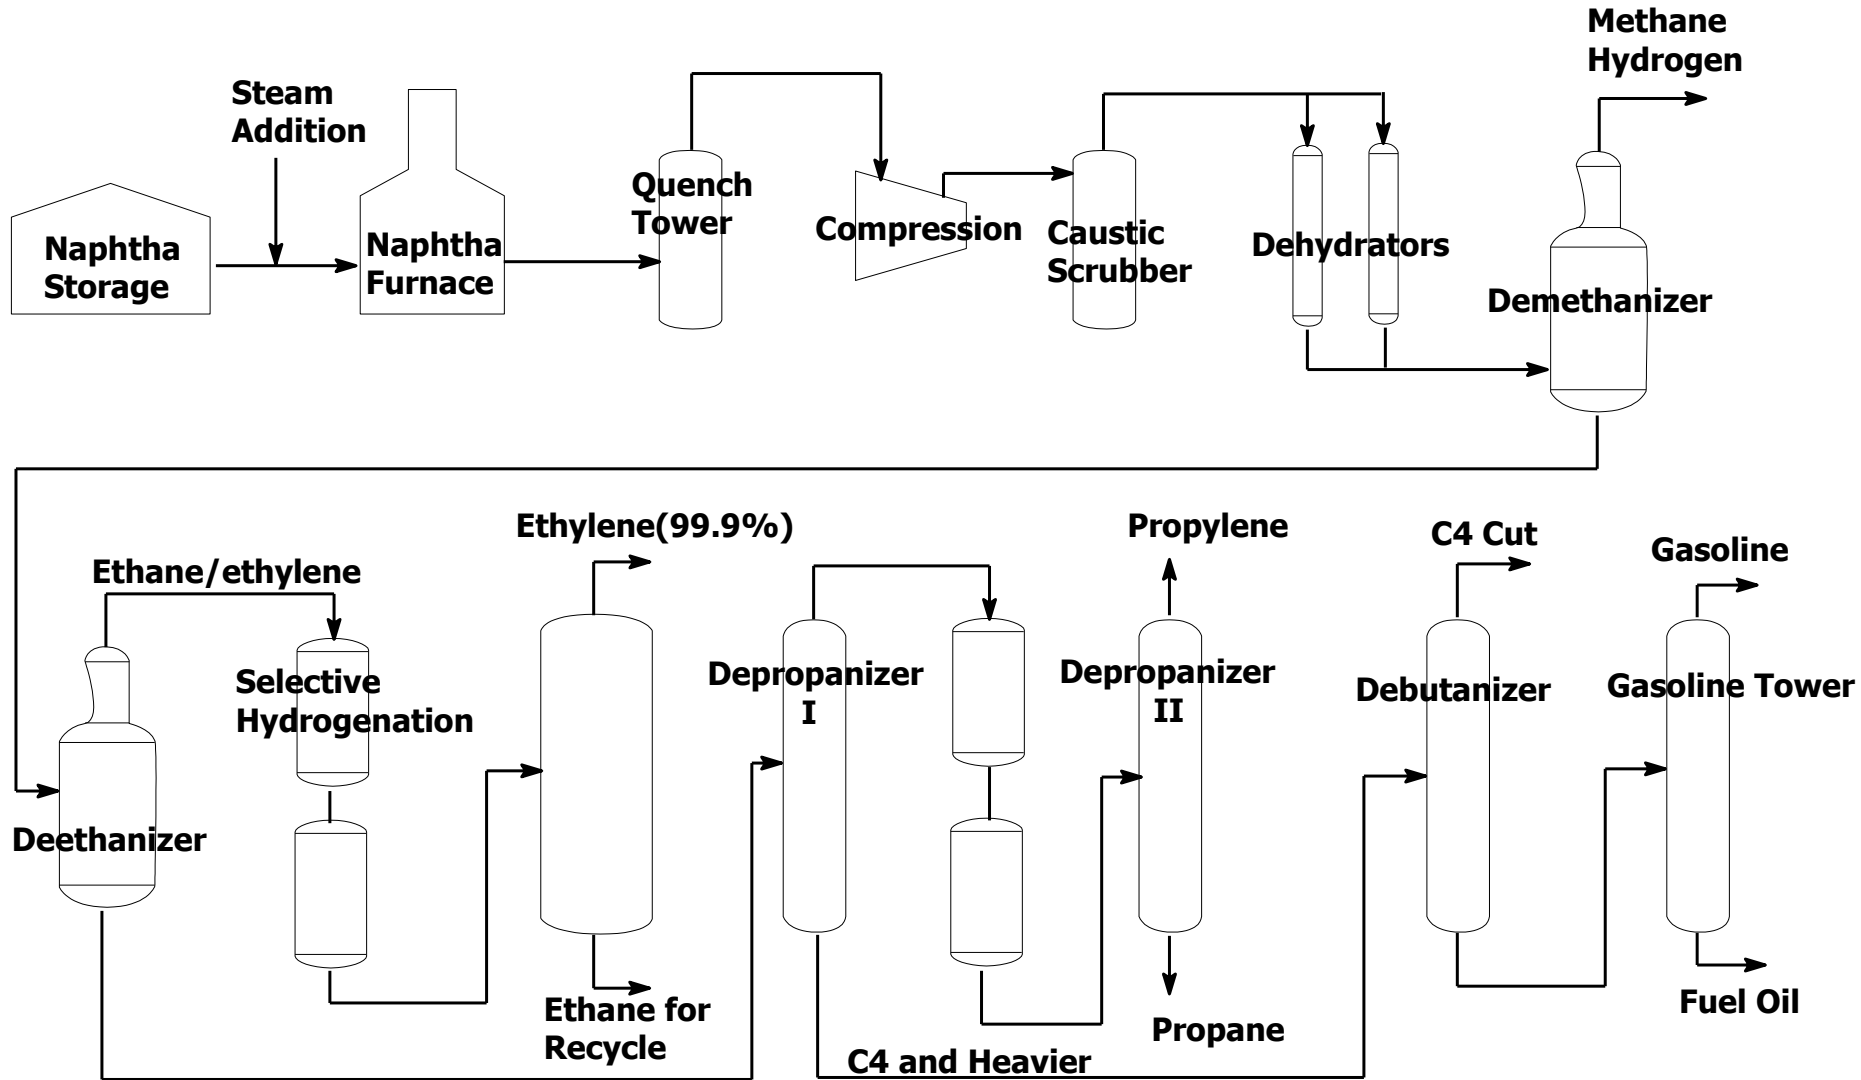 Methane
Hydrogen
Steam
Addition
Naphtha
Storage
Naphtha
Furnace
Quench
Tower
Compression
Caustic
Scrubber
Dehydrators
Demethanizer
Ethane/ethylene
Ethylene(99.9%)
Propylene
C4 Cut
Gasoline
Selective
Hydrogenation
Depropanizer
I
Depropanizer
II
Debutanizer
Gasoline Tower
Deethanizer
Ethane for
Recycle
C4 and Heavier
Propane
Fuel Oil